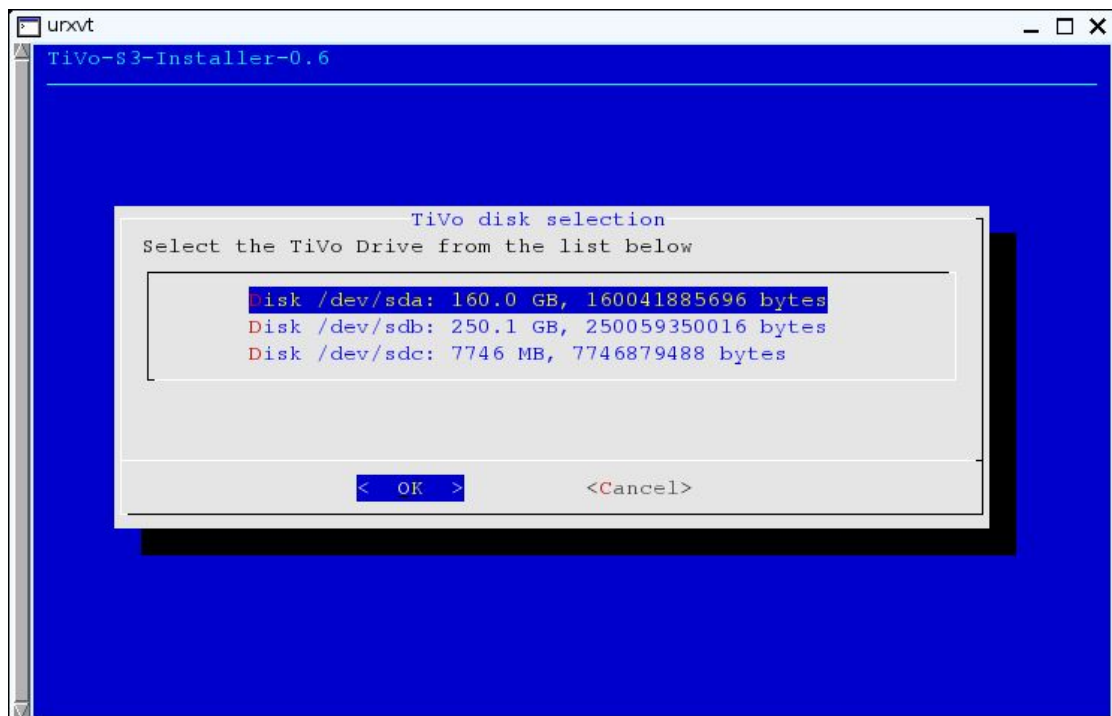 urxvt
TiVo-S3-Installer-0.6
TiVo disk selection
Select the TiVo Drive from the list below
Disk /dev/sda: 160.0 GB, 160041885696 bytes
Disk /dev/sdb: 250.1 GB, 250059350016 bytes
Disk /dev/sdc: 7746 MB, 7746879488 bytes
< OK > <Cancel>